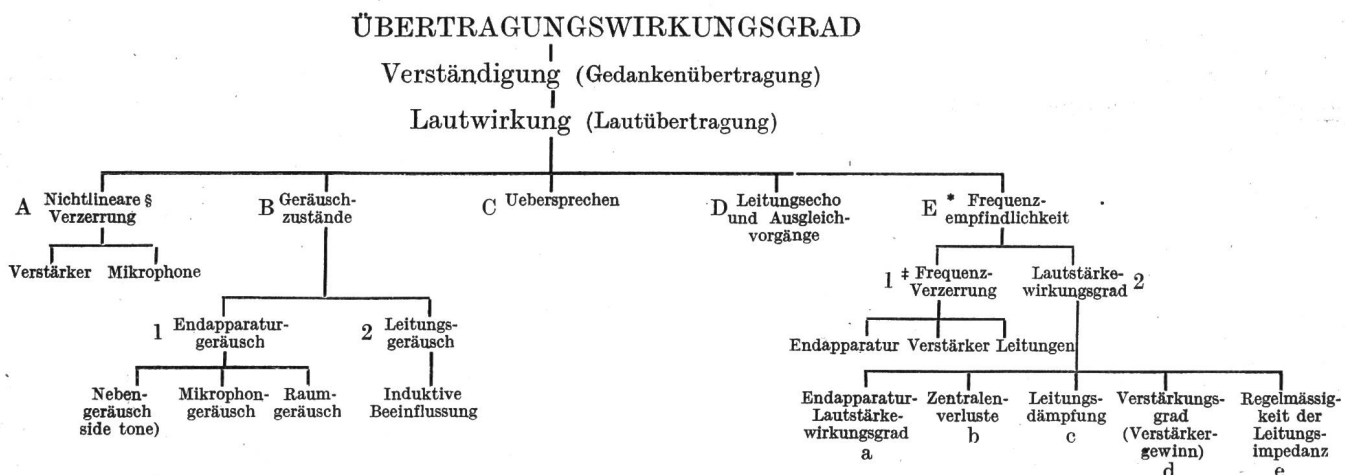 ÜBERTRAGUNGSWIRKUNGSGRAD
Verständigung (Gedankenübertragung)
Lautwirkung (Lautübertragung)
A Nichtlineare §
Verzerrung
Verstärker Mikrophone
B Geräusch-
zustände
1 Endapparatur-
geräusch
Neben-
geräusch
side tone)
Mikrophon-
geräusch
Raum-
geräusch
2 Leitungs-
geräusch
Induktive
Beeinflussung
C Uebersprechen
D Leitungsecho
und Ausgleich-
vorgänge
E * Frequenz-
empfindlichkeit
1 ‡ Frequenz-
Verzerrung
Endapparatur Verstärker Leitungen
Lautstärke-
wirkungsgrad 2
Endapparatur-
Lautstärke-
wirkungsgrad
a
Zentralen-
verluste
b
Leitungs-
dämpfung
c
Verstärkungs-
grad
(Verstärker-
gewinn)
d
Regelmässig-
keit der
Leitungs-
impedanz
e